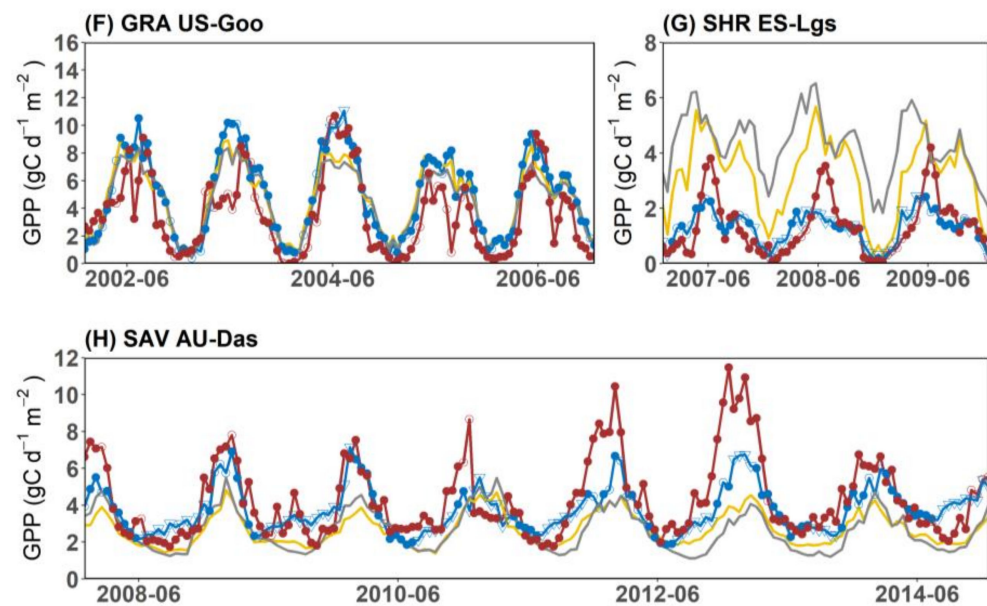 (F) GRA US-Goo
GPP (gC d⁻¹ m⁻²)
16
14
12
10
8
6
4
2
0
2002-06 2004-06 2006-06
(G) SHR ES-Lgs
GPP (gC d⁻¹ m⁻²)
8
6
4
2
0
2007-06 2008-06 2009-06
(H) SAV AU-Das
GPP (gC d⁻¹ m⁻²)
12
10
8
6
4
2
0
2008-06 2010-06 2012-06 2014-06